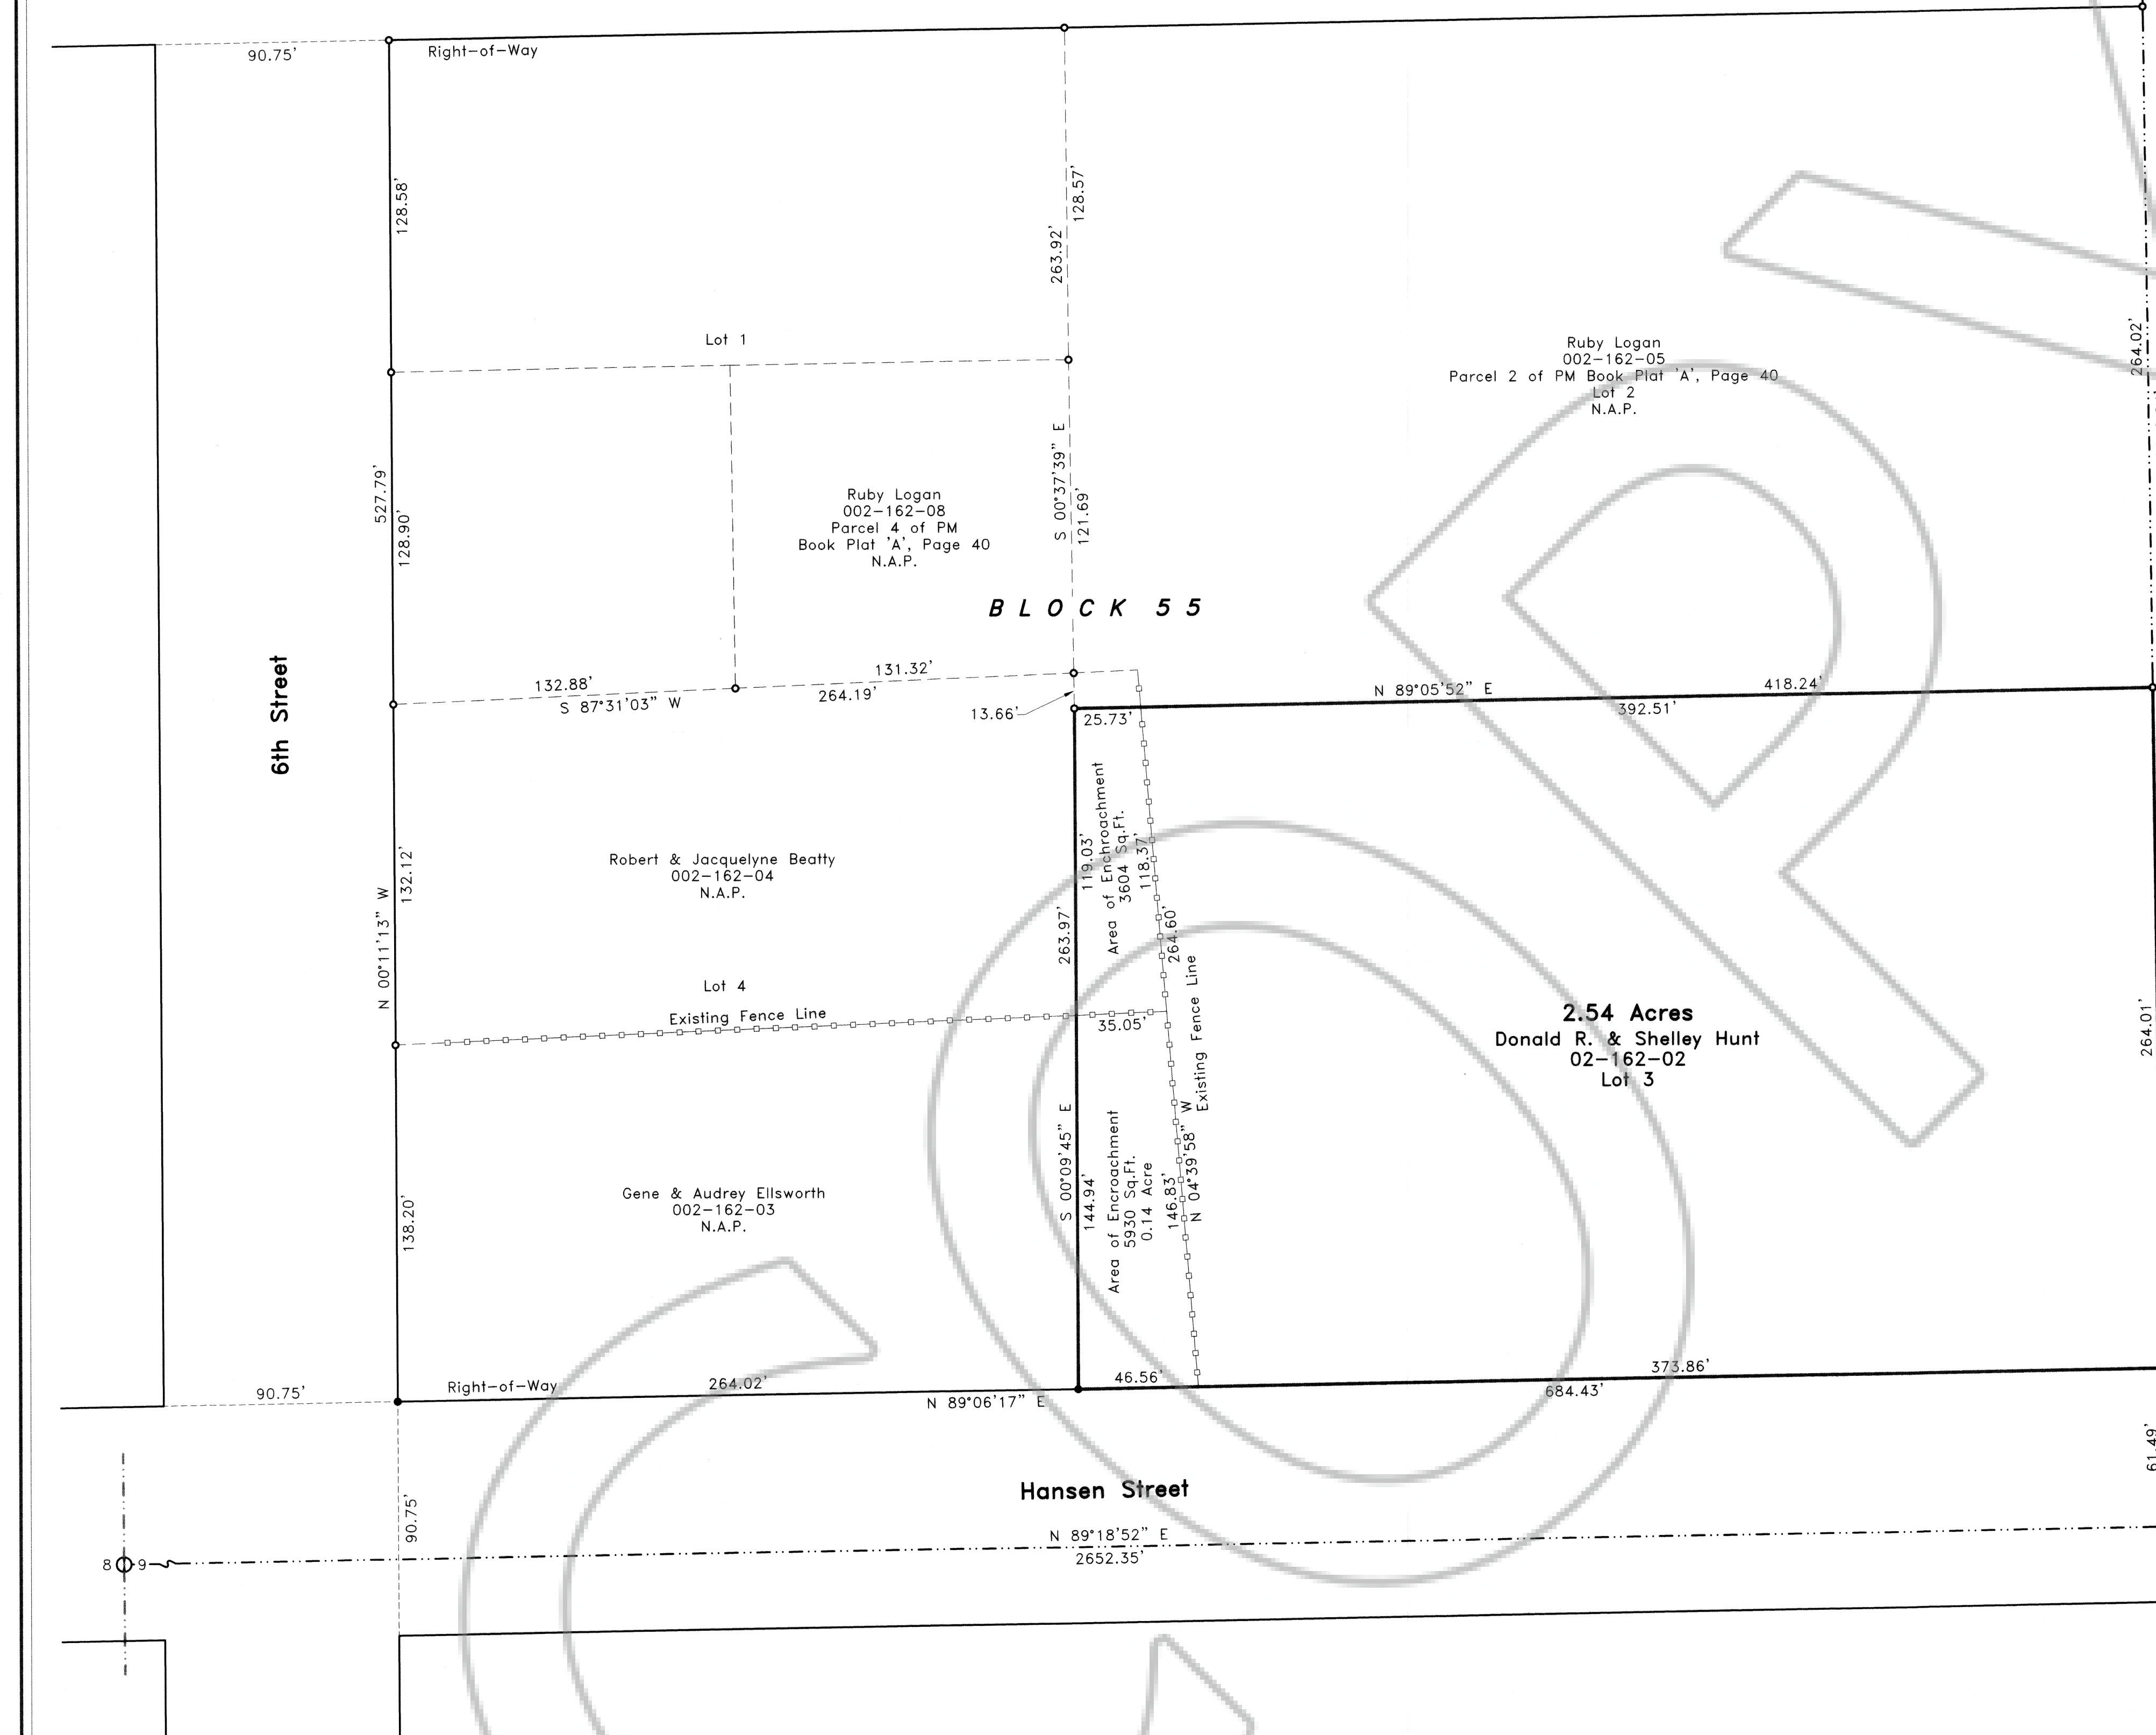 90.75'
Right-of-Way
128.58'
128.57'
263.92'
Lot 1
Ruby Logan
002-162-05
Parcel 2 of PM Book Plat 'A', Page 40
Lot 2
N.A.P.
264.02'
527.79'
128.90'
Ruby Logan
002-162-08
Parcel 4 of PM
Book Plat 'A', Page 40
N.A.P.
S 00°37'39" E
121.69'
BLOCK 55
6th Street
132.88'
131.32'
S 87°31'03" W
264.19'
13.66'
25.73'
N 89°05'52" E
418.24'
392.51'
N 00°11'13" W
132.12'
Robert & Jacquelyne Beatty
002-162-04
N.A.P.
263.97'
119.03'
Area of Enchroachment
3604 Sq.Ft.
118.37'
264.60'
Existing Fence Line
Lot 4
Existing Fence Line
35.05'
2.54 Acres
Donald R. & Shelley Hunt
02-162-02
Lot 3
264.01'
138.20'
Gene & Audrey Ellsworth
002-162-03
N.A.P.
S 00°09'45" E
144.94'
Area of Encroachment
5930 Sq.Ft.
0.14 Acre
146.83'
N 04°39'58" W
90.75'
Right-of-Way
264.02'
N 89°06'17" E
46.56'
373.86'
684.43'
61.49'
90.75'
Hansen Street
8 9
N 89°18'52" E
2652.35'
COPY